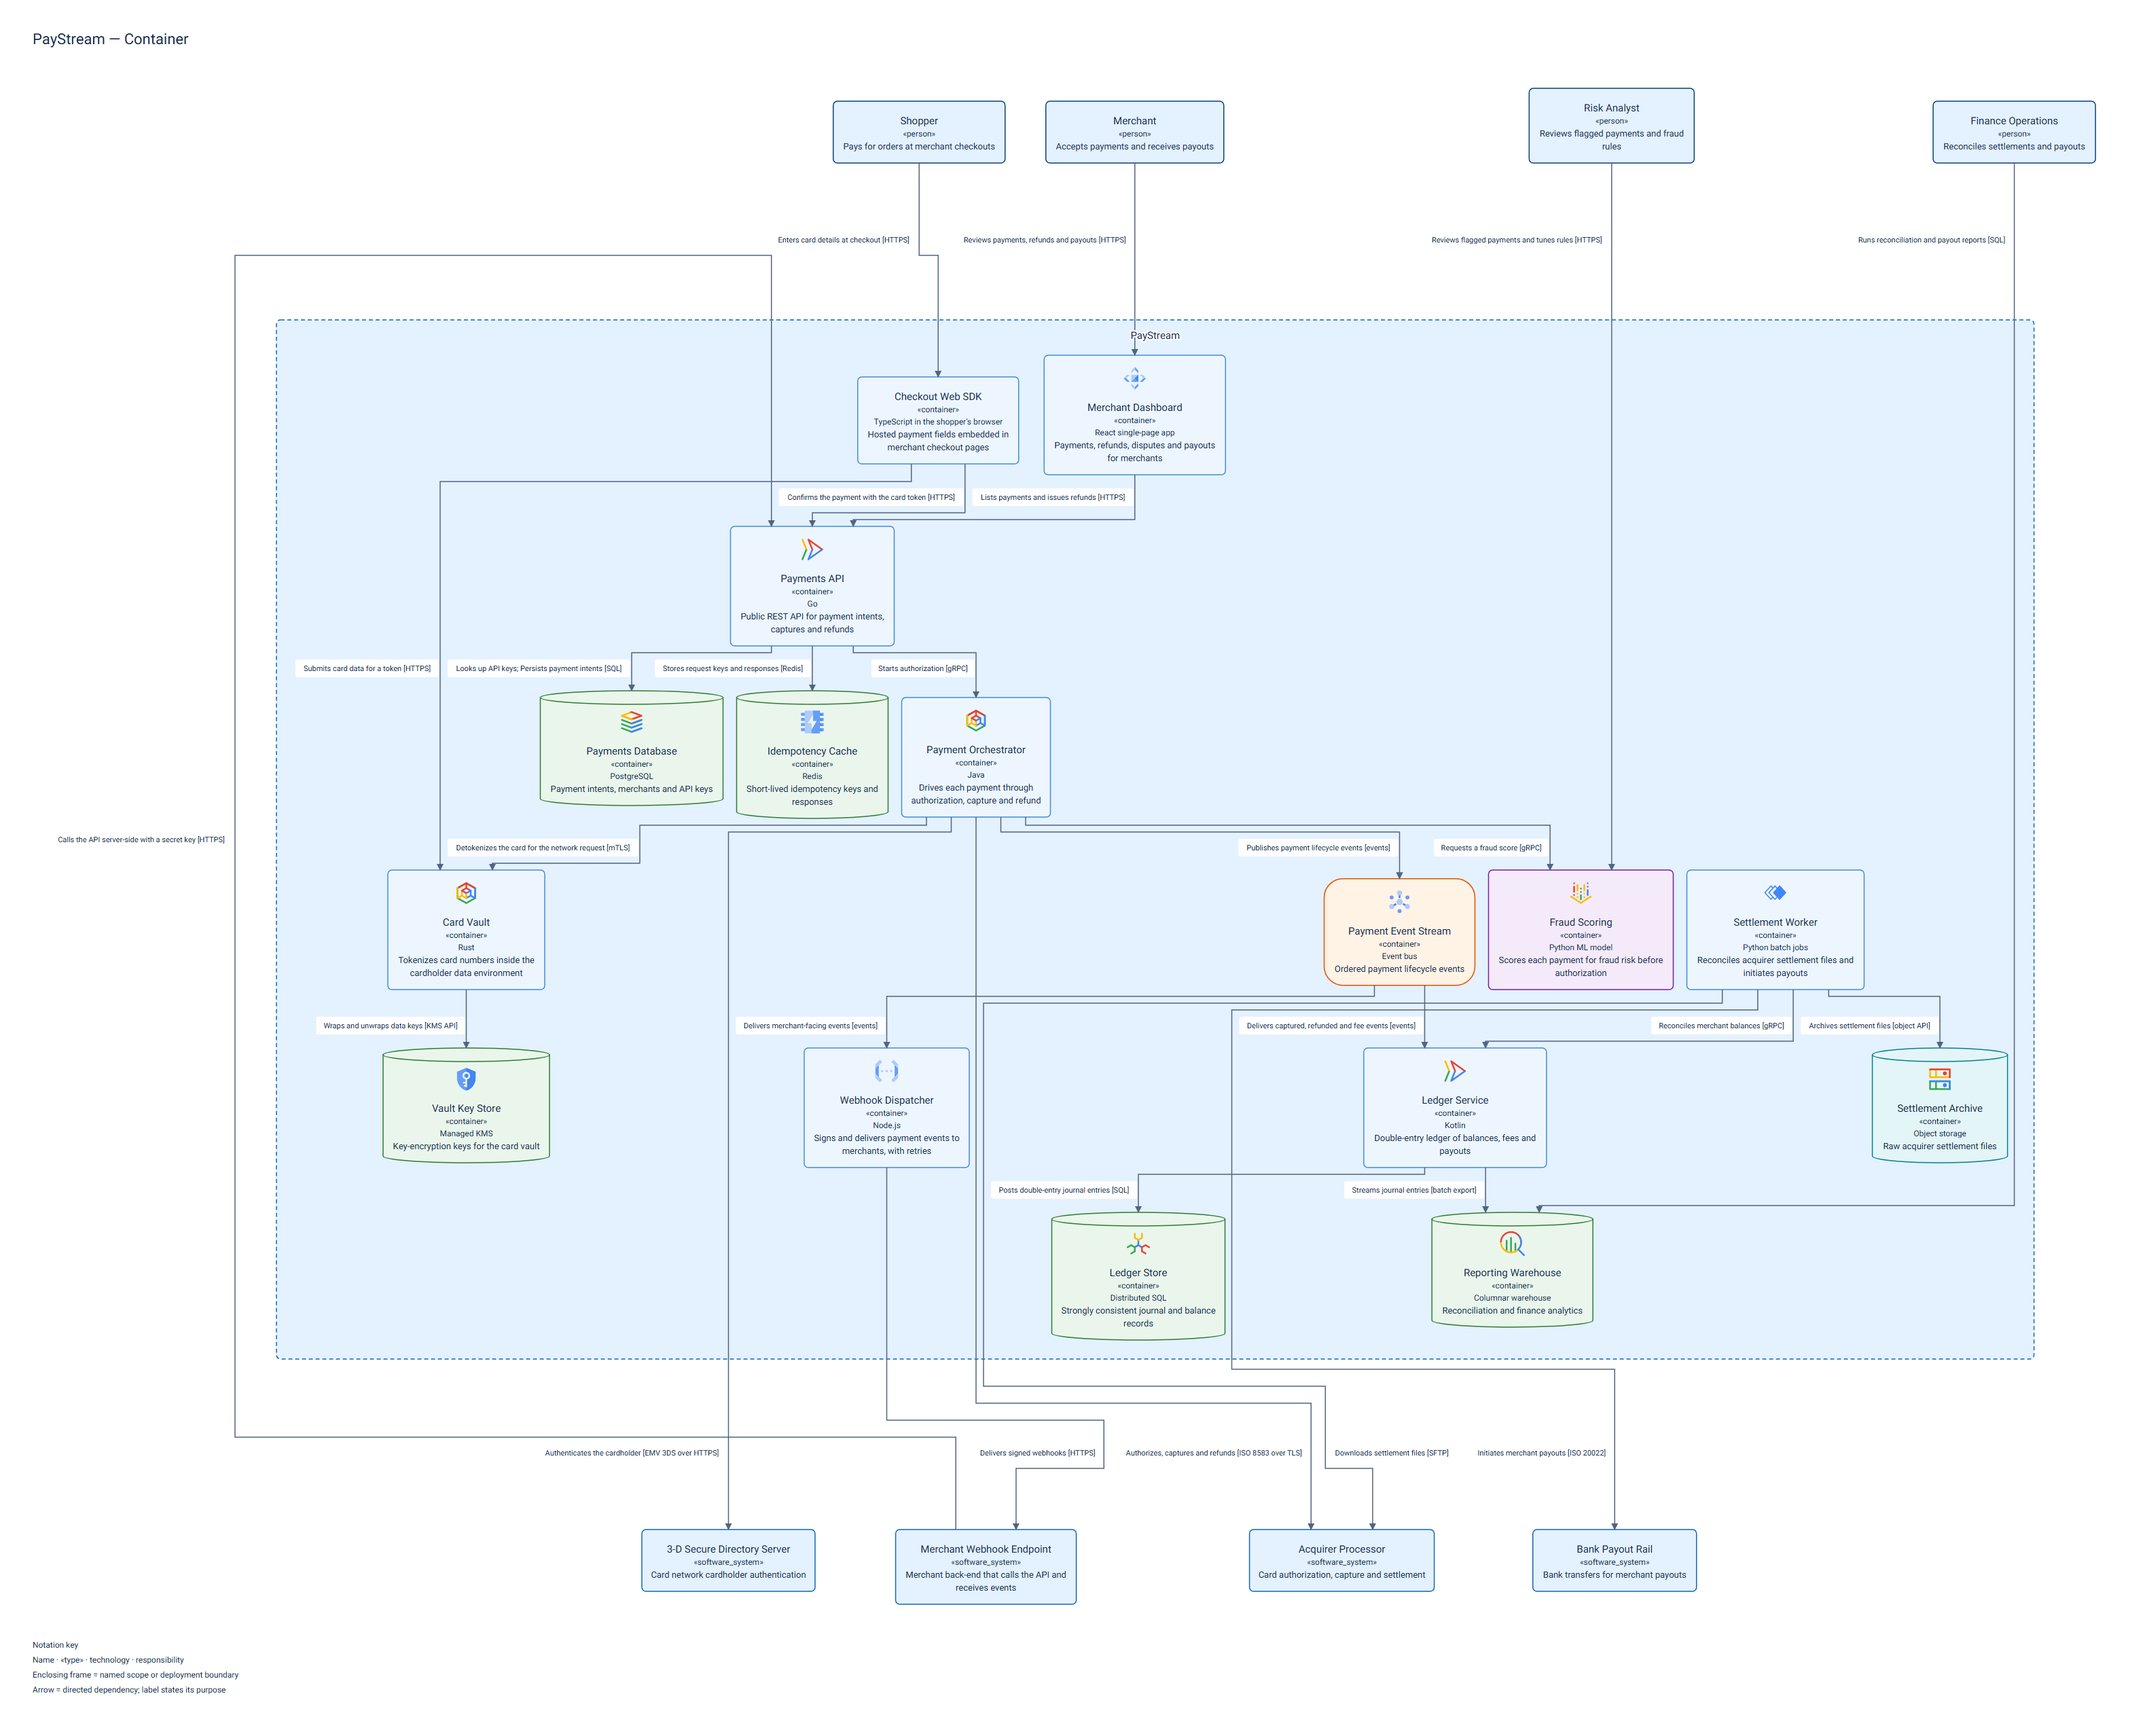 PayStream — Container
Shopper
«person»
Pays for orders at merchant checkouts
Merchant
«person»
Accepts payments and receives payouts
Risk Analyst
«person»
Reviews flagged payments and fraud
rules
Finance Operations
«person»
Reconciles settlements and payouts
Enters card details at checkout [HTTPS]
Reviews payments, refunds and payouts [HTTPS]
Reviews flagged payments and tunes rules [HTTPS]
Runs reconciliation and payout reports [SQL]
PayStream
Checkout Web SDK
«container»
TypeScript in the shopper's browser
Hosted payment fields embedded in
merchant checkout pages
Merchant Dashboard
«container»
React single-page app
Payments, refunds, disputes and payouts
for merchants
Confirms the payment with the card token [HTTPS]
Lists payments and issues refunds [HTTPS]
Payments API
«container»
Go
Public REST API for payment intents,
captures and refunds
Submits card data for a token [HTTPS]
Looks up API keys; Persists payment intents [SQL]
Stores request keys and responses [Redis]
Starts authorization [gRPC]
Payments Database
«container»
PostgreSQL
Payment intents, merchants and API keys
Idempotency Cache
«container»
Redis
Short-lived idempotency keys and
responses
Payment Orchestrator
«container»
Java
Drives each payment through
authorization, capture and refund
Calls the API server-side with a secret key [HTTPS]
Detokenizes the card for the network request [mTLS]
Publishes payment lifecycle events [events]
Requests a fraud score [gRPC]
Card Vault
«container»
Rust
Tokenizes card numbers inside the
cardholder data environment
Payment Event Stream
«container»
Event bus
Ordered payment lifecycle events
Fraud Scoring
«container»
Python ML model
Scores each payment for fraud risk before
authorization
Settlement Worker
«container»
Python batch jobs
Reconciles acquirer settlement files and
initiates payouts
Wraps and unwraps data keys [KMS API]
Delivers merchant-facing events [events]
Delivers captured, refunded and fee events [events]
Reconciles merchant balances [gRPC]
Archives settlement files [object API]
Vault Key Store
«container»
Managed KMS
Key-encryption keys for the card vault
Webhook Dispatcher
«container»
Node.js
Signs and delivers payment events to
merchants, with retries
Ledger Service
«container»
Kotlin
Double-entry ledger of balances, fees and
payouts
Settlement Archive
«container»
Object storage
Raw acquirer settlement files
Posts double-entry journal entries [SQL]
Streams journal entries [batch export]
Ledger Store
«container»
Distributed SQL
Strongly consistent journal and balance
records
Reporting Warehouse
«container»
Columnar warehouse
Reconciliation and finance analytics
Authenticates the cardholder [EMV 3DS over HTTPS]
Delivers signed webhooks [HTTPS]
Authorizes, captures and refunds [ISO 8583 over TLS]
Downloads settlement files [SFTP]
Initiates merchant payouts [ISO 20022]
3-D Secure Directory Server
«software_system»
Card network cardholder authentication
Merchant Webhook Endpoint
«software_system»
Merchant back-end that calls the API and
receives events
Acquirer Processor
«software_system»
Card authorization, capture and settlement
Bank Payout Rail
«software_system»
Bank transfers for merchant payouts
Notation key
Name · «type» · technology · responsibility
Enclosing frame = named scope or deployment boundary
Arrow = directed dependency; label states its purpose